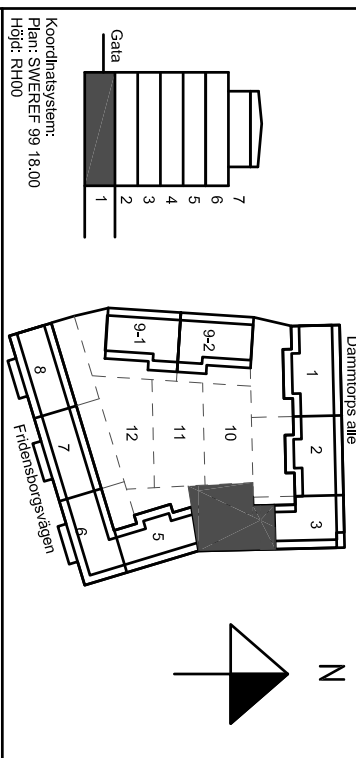 Gata
1
2
3
4
5
6
7
Koordinatsystem:
Plan: SWEREF 99 18.00
Höjd: RH00
Dammtorps alle
1
2
3
9-1
9-2
10
11
12
8
7
6
5
Fridensborgsvägen
N